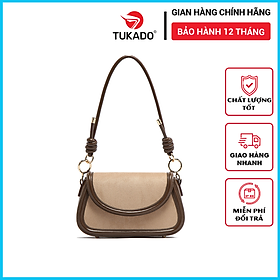 TUKADO
GIAN HÀNG CHÍNH HÃNG
BẢO HÀNH 12 THÁNG
CHẤT LƯỢNG
TỐT
GIAO HÀNG
NHANH
MIỄN PHÍ
ĐỔI TRẢ